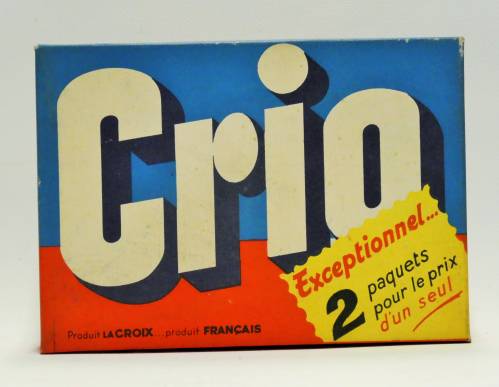 Crio
Exceptionnel...
2 paquets
pour le prix
d'un seul
Produit LACROIX...produit FRANÇAIS